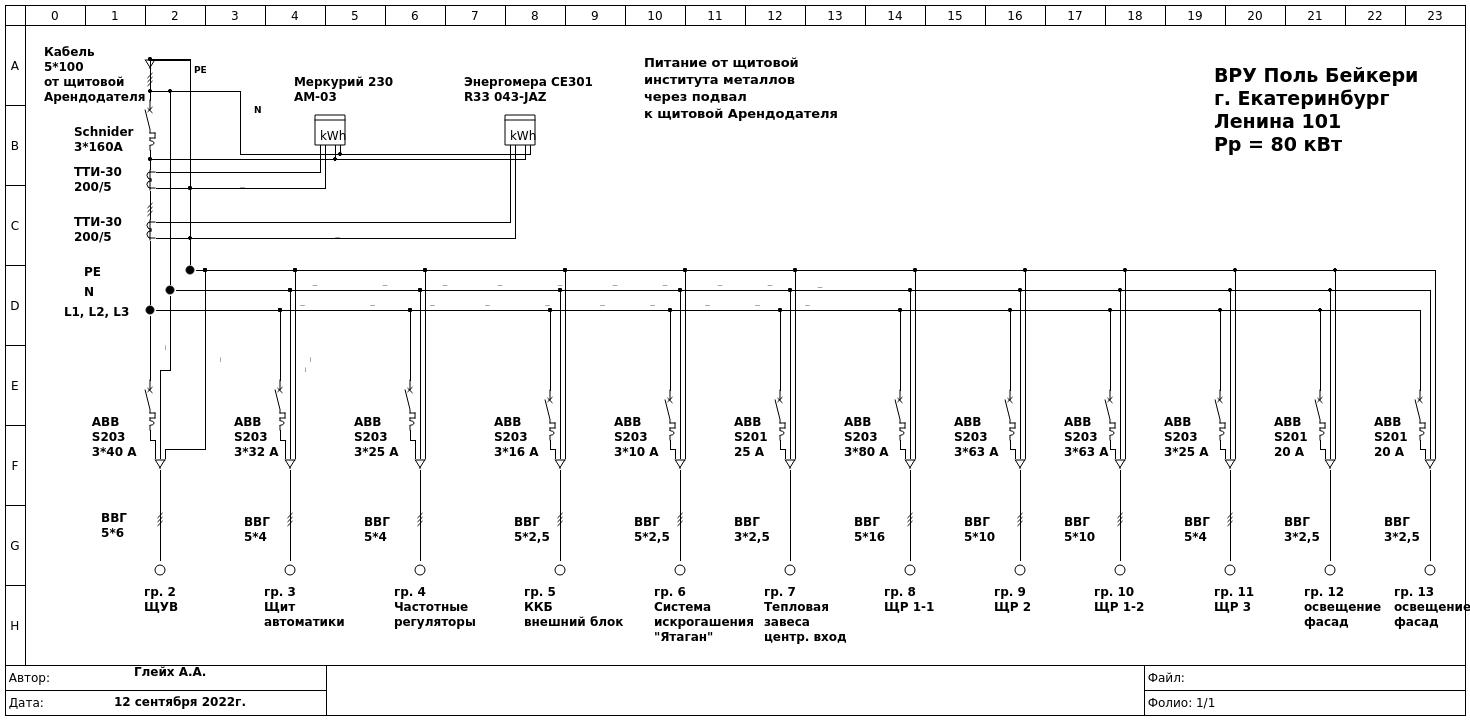 0 1 2 3 4 5 6 7 8 9 10 11 12 13 14 15 16 17 18 19 20 21 22 23
A
B
C
D
E
F
G
H
Кабель
5*100
от щитовой
Арендодателя
PE
N
Меркурий 230
АМ-03
Энергомера СЕ301
R33 043-JAZ
Питание от щитовой
института металлов
через подвал
к щитовой Арендодателя
ВРУ Поль Бейкери
г. Екатеринбург
Ленина 101
Рр = 80 кВт
kWh
kWh
Schnider
3*160А
ТТИ-30
200/5
ТТИ-30
200/5
PE
N
L1, L2, L3
ABB
S203
3*40 А
ABB
S203
3*32 А
ABB
S203
3*25 А
ABB
S203
3*16 А
ABB
S203
3*10 А
ABB
S201
25 А
ABB
S203
3*80 А
ABB
S203
3*63 А
ABB
S203
3*63 А
ABB
S203
3*25 А
ABB
S201
20 А
ABB
S201
20 А
ВВГ
5*6
ВВГ
5*4
ВВГ
5*4
ВВГ
5*2,5
ВВГ
5*2,5
ВВГ
3*2,5
ВВГ
5*16
ВВГ
5*10
ВВГ
5*10
ВВГ
5*4
ВВГ
3*2,5
ВВГ
3*2,5
гр. 2
ЩУВ
гр. 3
Щит
автоматики
гр. 4
Частотные
регуляторы
гр. 5
ККБ
внешний блок
гр. 6
Система
искрогашения
"Ятаган"
гр. 7
Тепловая
завеса
центр. вход
гр. 8
ЩР 1-1
гр. 9
ЩР 2
гр. 10
ЩР 1-2
гр. 11
ЩР 3
гр. 12
освещение
фасад
гр. 13
освещение
фасад
Автор: Глейх А.А.
Дата: 12 сентября 2022г.
Файл:
Фолио: 1/1